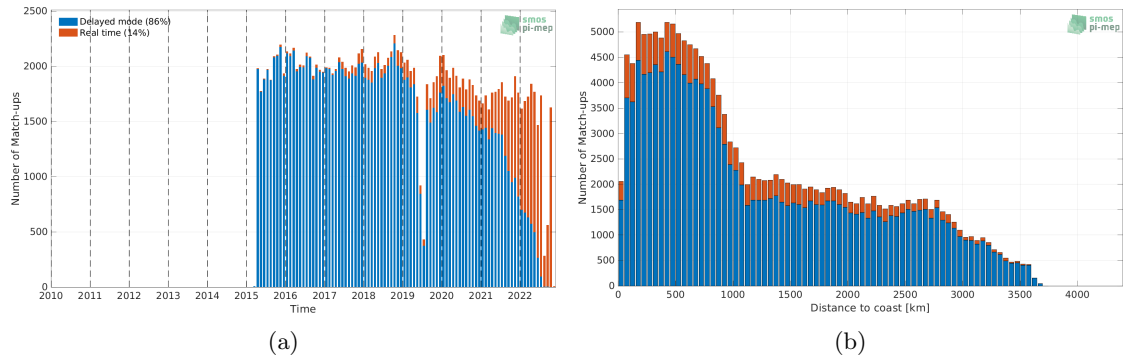 2500
2000
1500
1000
500
0
Number of Match-ups
Delayed mode (86%)
Real time (14%)
smos
pi-mep
2010 2011 2012 2013 2014 2015 2016 2017 2018 2019 2020 2021 2022
Time
(a)
5000
4500
4000
3500
3000
2500
2000
1500
1000
500
0
Number of Match-ups
smos
pi-mep
0 500 1000 1500 2000 2500 3000 3500 4000
Distance to coast [km]
(b)